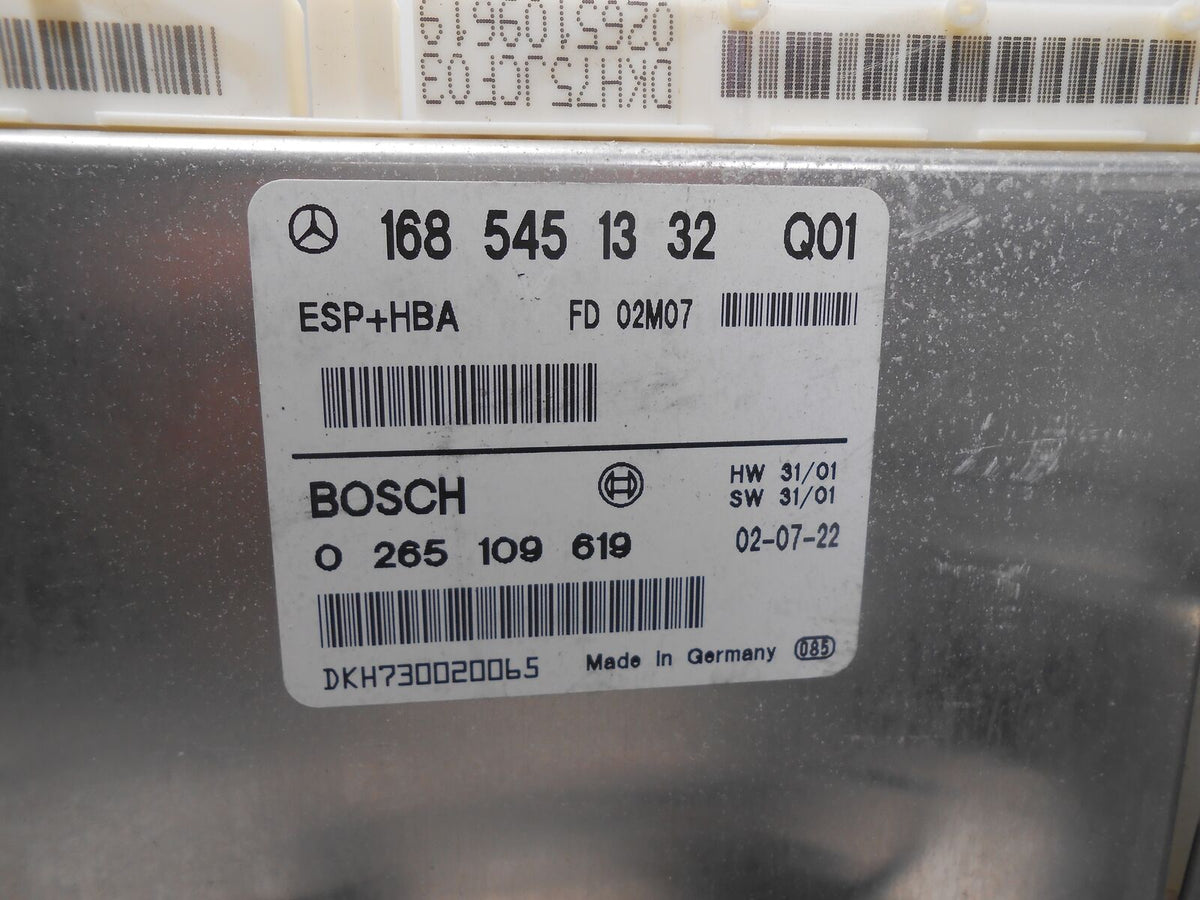 0265109619
DKH75JCF03
168 545 13 32 Q01
ESP+HBA FD 02M07
BOSCH
HW 31/01
SW 31/01
0 265 109 619
02-07-22
DKH730020065
Made in Germany 085